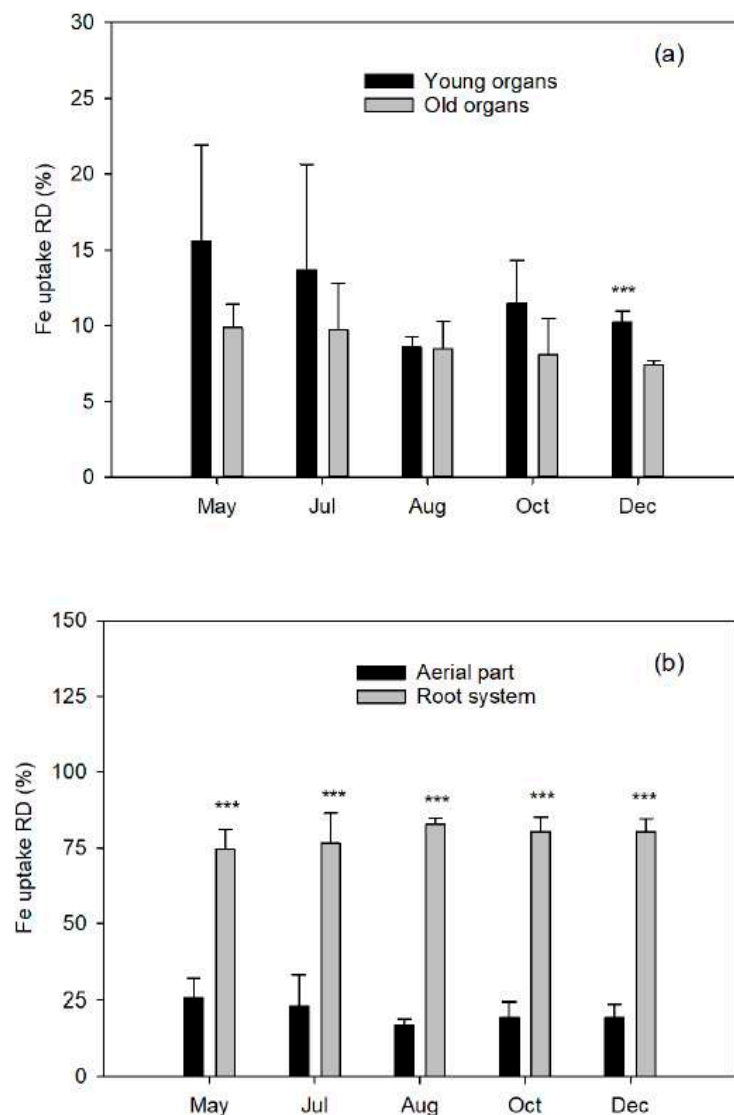 30
(a)
Young organs
25
Old organs
20
Fe uptake RD (%)
15
***
10
5
0
May Jul Aug Oct Dec
150
(b)
Aerial part
125
Root system
Fe uptake RD (%)
100
*** *** *** *** ***
75
50
25
0
May Jul Aug Oct Dec